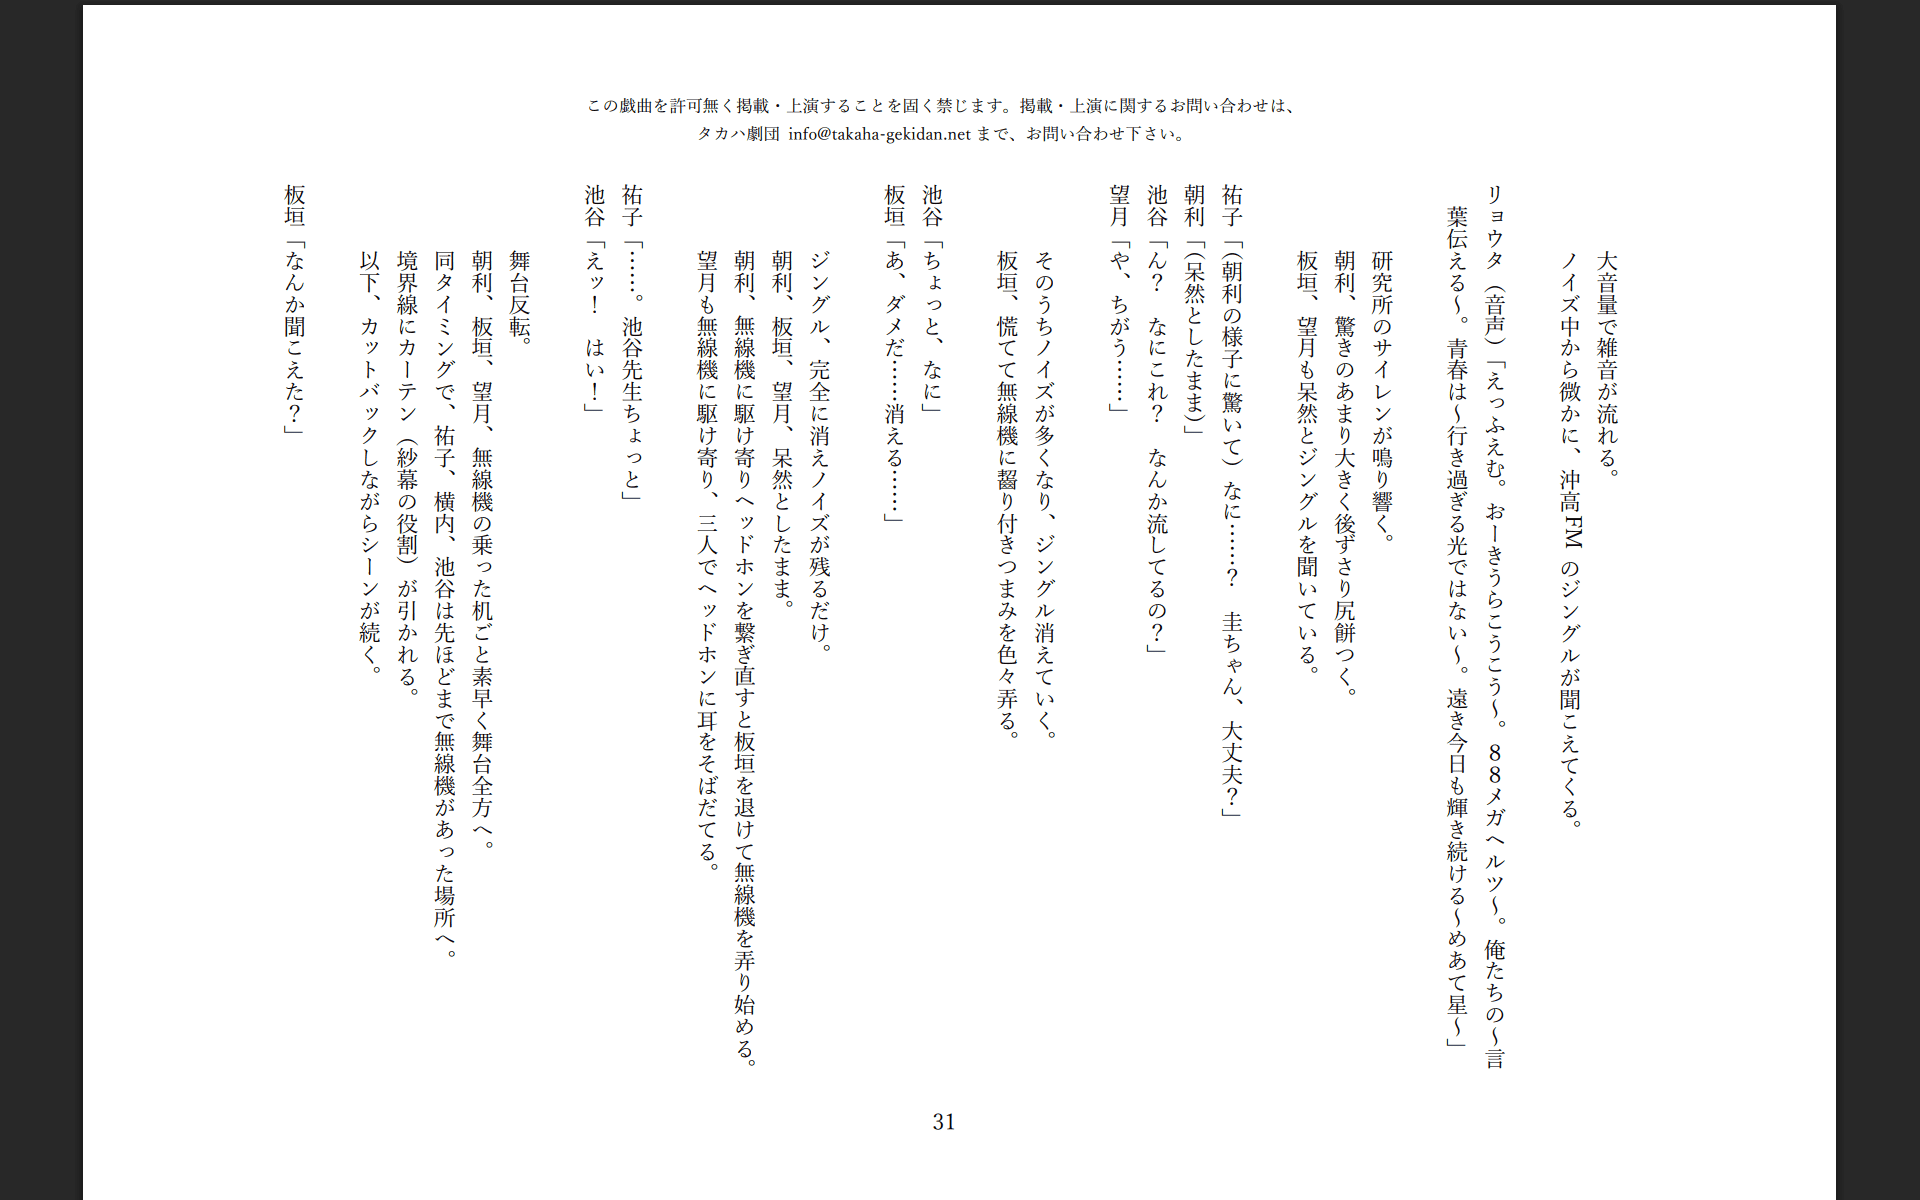 この戯曲を許可無く掲載・上演することを固く禁じます。掲載・上演に関するお問い合わせは、
タカハ劇団 info@takaha-gekidan.net まで、お問い合わせ下さい。
大音量で雑音が流れる。
ノイズ中から微かに、沖高FMのジングルが聞こえてくる。
リョウタ（音声）「えっふえむ。おーきうらこうこう～。８８メガヘルツ～。俺たちの～言
葉伝える～。青春は～行き過ぎる光ではない～。遠き今日も輝き続ける～めあて星～」
研究所のサイレンが鳴り響く。
朝利、驚きのあまり大きく後ずさり尻餅つく。
板垣、望月も呆然とジングルを聞いている。
祐子「（朝利の様子に驚いて）なに……？　圭ちゃん、大丈夫？」
朝利「（呆然としたまま）」
池谷「ん？　なにこれ？　なんか流してるの？」
望月「や、ちがう……」
そのうちノイズが多くなり、ジングル消えていく。
板垣、慌てて無線機に齧り付きつまみを色々弄る。
池谷「ちょっと、なに」
板垣「あ、ダメだ……消える……」
ジングル、完全に消えノイズが残るだけ。
朝利、板垣、望月、呆然としたまま。
朝利、無線機に駆け寄りヘッドホンを繋ぎ直すと板垣を退けて無線機を弄り始める。
望月も無線機に駆け寄り、三人でヘッドホンに耳をそばだてる。
祐子「……。池谷先生ちょっと」
池谷「えッ！　はい！」
舞台反転。
朝利、板垣、望月、無線機の乗った机ごと素早く舞台全方へ。
同タイミングで、祐子、横内、池谷は先ほどまで無線機があった場所へ。
境界線にカーテン（紗幕の役割）が引かれる。
以下、カットバックしながらシーンが続く。
板垣「なんか聞こえた？」
31